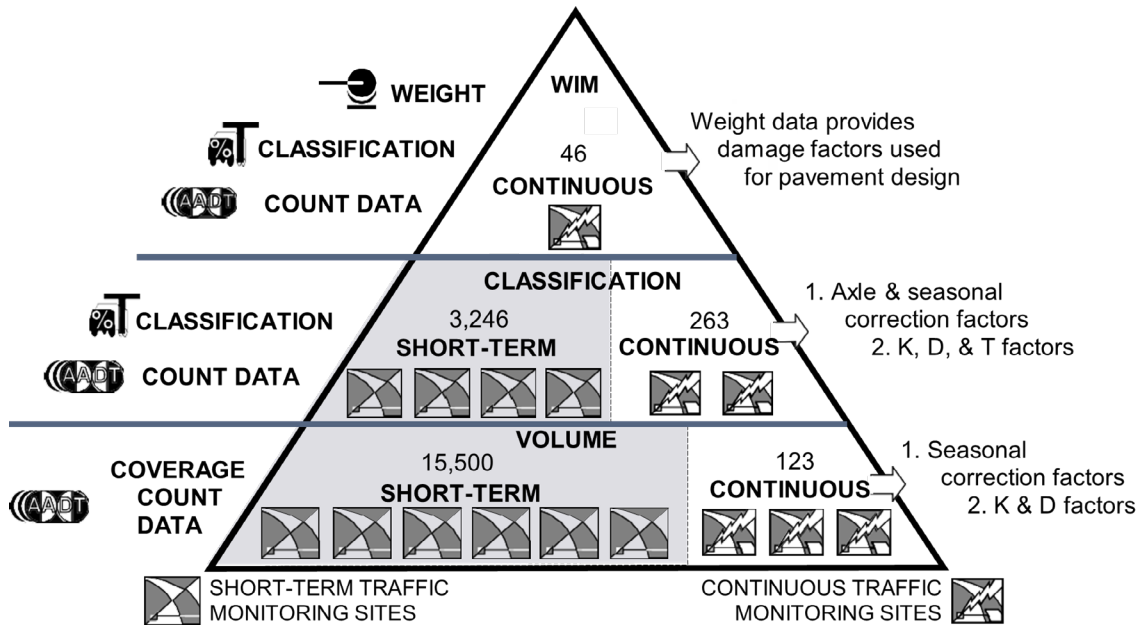 WIM
WEIGHT
% T CLASSIFICATION
AADT COUNT DATA
46
CONTINUOUS
Weight data provides
damage factors used
for pavement design
CLASSIFICATION
% T CLASSIFICATION
AADT COUNT DATA
3,246
SHORT-TERM
263
CONTINUOUS
1. Axle & seasonal
correction factors
2. K, D, & T factors
VOLUME
AADT
COVERAGE
COUNT
DATA
15,500
SHORT-TERM
123
CONTINUOUS
1. Seasonal
correction factors
2. K & D factors
SHORT-TERM TRAFFIC
MONITORING SITES
CONTINUOUS TRAFFIC
MONITORING SITES